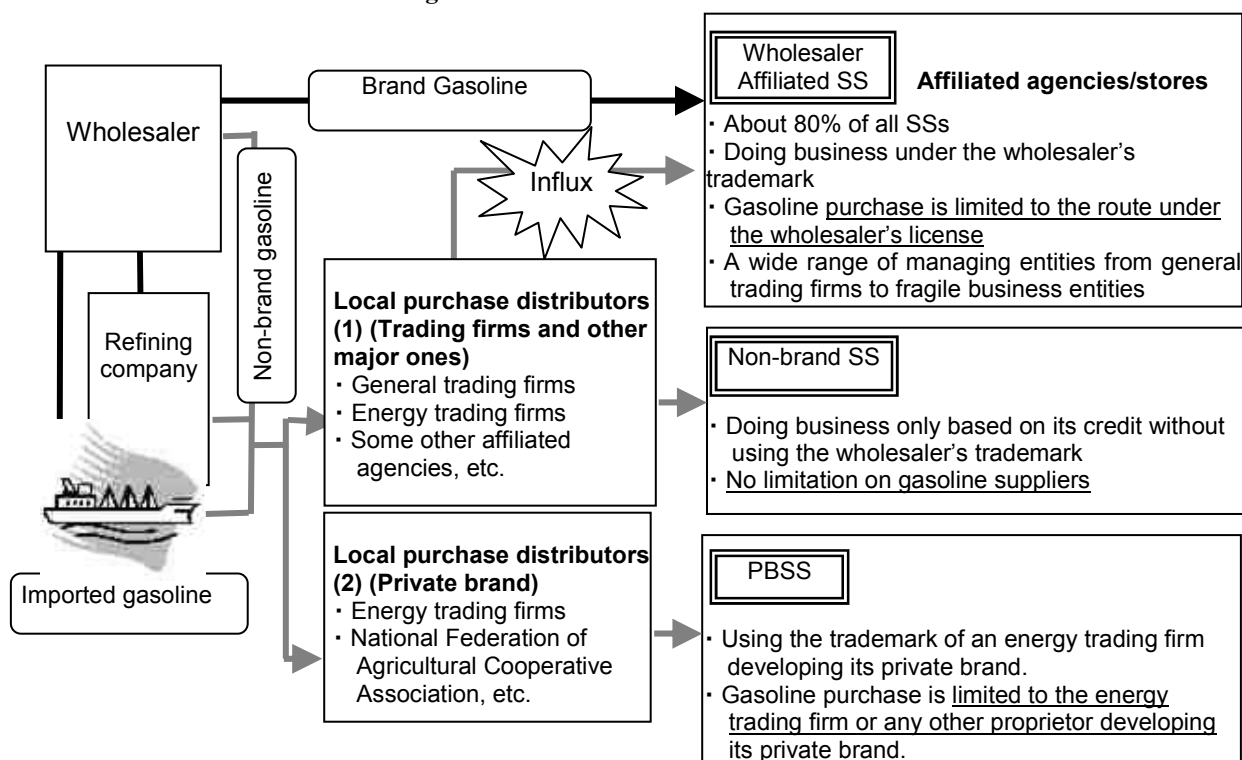 Wholesaler
Brand Gasoline
Non-brand gasoline
Refining
company
Imported gasoline
Influx
Local purchase distributors
(1) (Trading firms and other
major ones)
・General trading firms
・Energy trading firms
・Some other affiliated
agencies, etc.
Local purchase distributors
(2) (Private brand)
・Energy trading firms
・National Federation of
Agricultural Cooperative
Association, etc.
Wholesaler
Affiliated SS
Affiliated agencies/stores
・About 80% of all SSs
・Doing business under the wholesaler's
trademark
・Gasoline purchase is limited to the route under
the wholesaler's license
・A wide range of managing entities from general
trading firms to fragile business entities
Non-brand SS
・Doing business only based on its credit without
using the wholesaler's trademark
・No limitation on gasoline suppliers
PBSS
・Using the trademark of an energy trading firm
developing its private brand.
・Gasoline purchase is limited to the energy
trading firm or any other proprietor developing
its private brand.